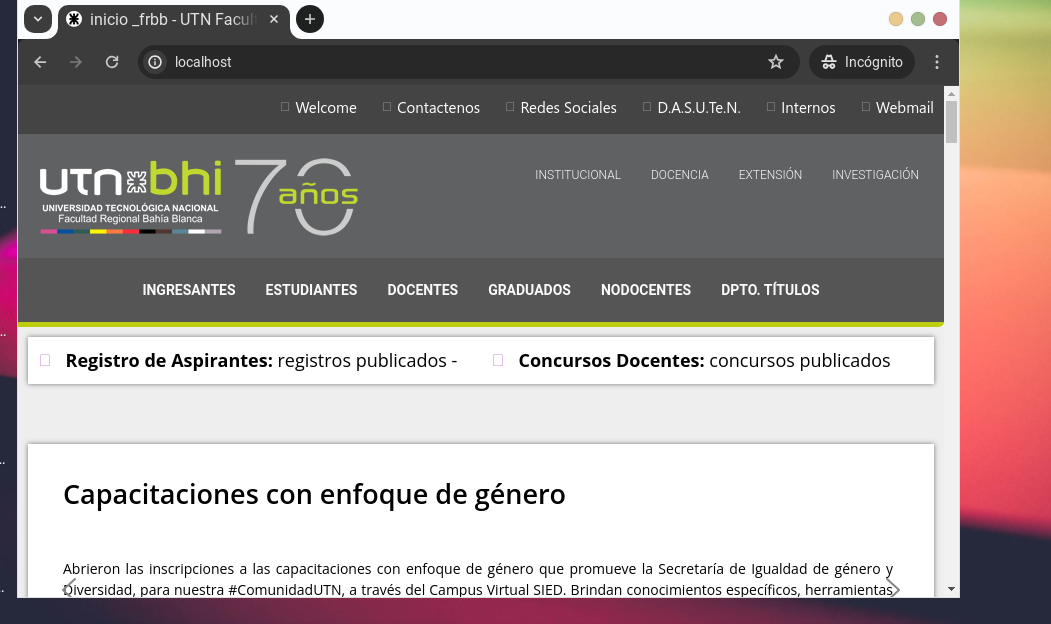 inicio _frbb - UTN Facul
localhost
Incógnito
Welcome Contactenos Redes Sociales D.A.S.U.Te.N. Internos Webmail
utn bhi 70 años
UNIVERSIDAD TECNOLÓGICA NACIONAL
Facultad Regional Bahía Blanca
INSTITUCIONAL DOCENCIA EXTENSIÓN INVESTIGACIÓN
INGRESANTES ESTUDIANTES DOCENTES GRADUADOS NODOCENTES DPTO. TÍTULOS
Registro de Aspirantes: registros publicados - Concursos Docentes: concursos publicados
Capacitaciones con enfoque de género
Abrieron las inscripciones a las capacitaciones con enfoque de género que promueve la Secretaría de Igualdad de género y
Diversidad, para nuestra #ComunidadUTN, a través del Campus Virtual SIED. Brindan conocimientos específicos, herramientas